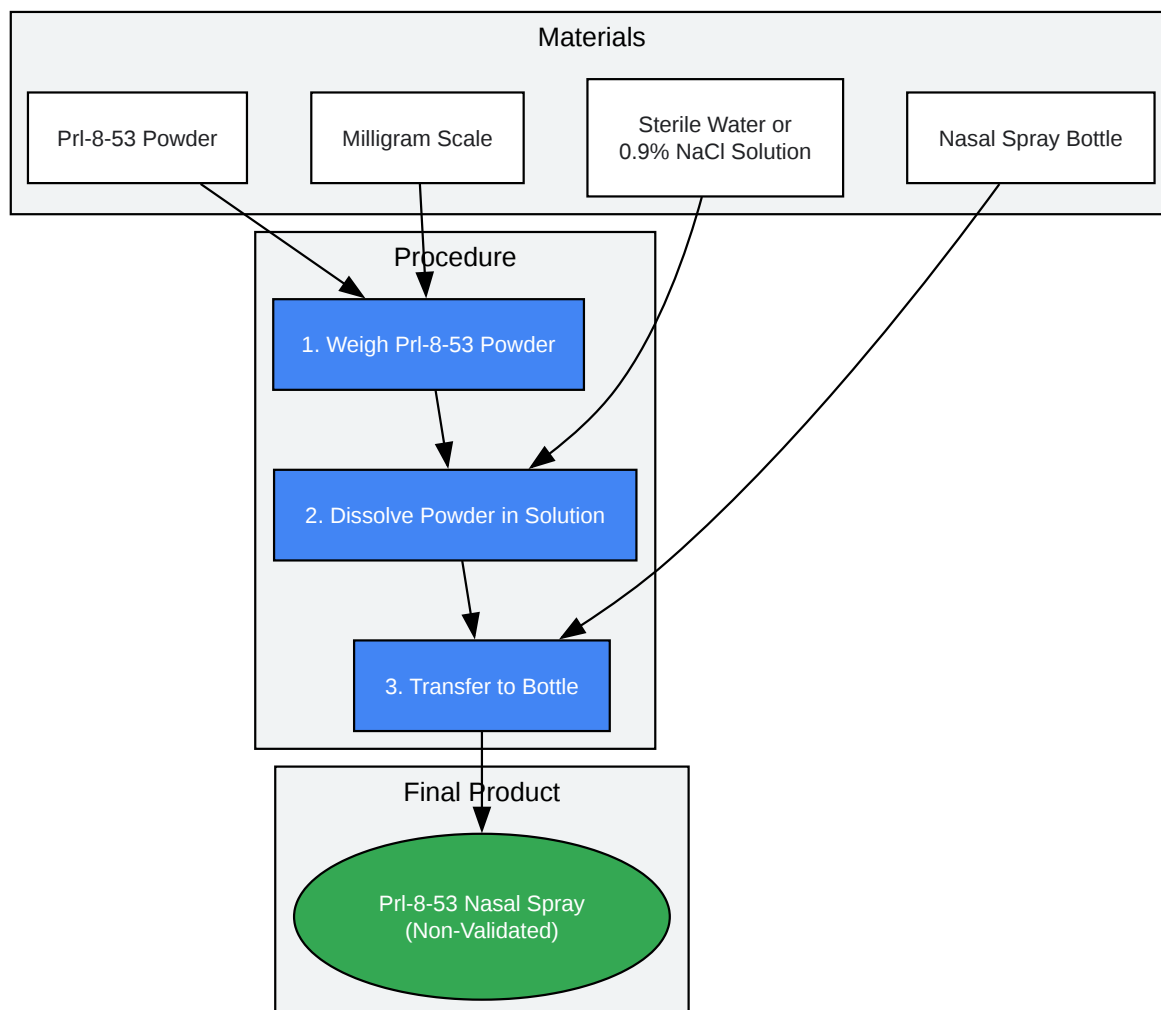 Materials
Prl-8-53 Powder
Milligram Scale
Sterile Water or
0.9% NaCl Solution
Nasal Spray Bottle
Procedure
1. Weigh Prl-8-53 Powder
2. Dissolve Powder in Solution
3. Transfer to Bottle
Final Product
Prl-8-53 Nasal Spray
(Non-Validated)